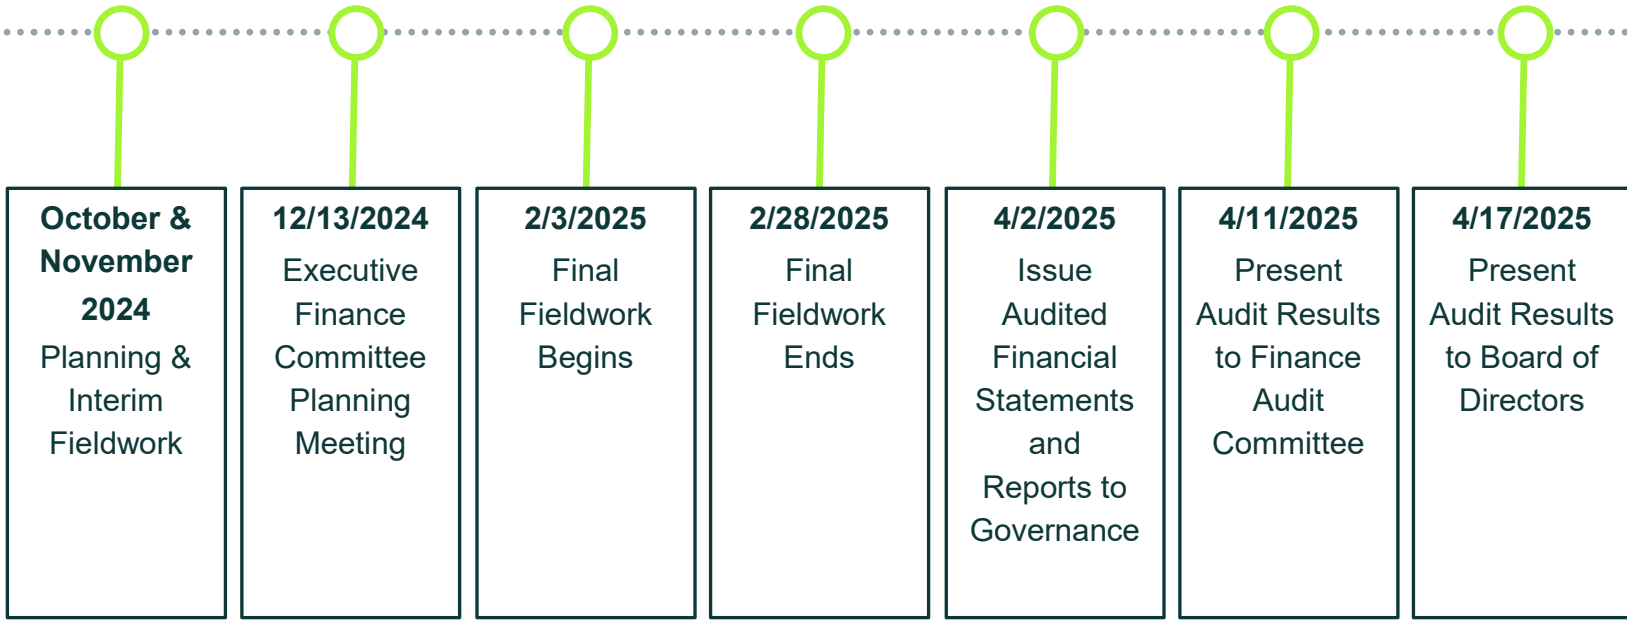 October &
November
2024
Planning &
Interim
Fieldwork
12/13/2024
Executive
Finance
Committee
Planning
Meeting
2/3/2025
Final
Fieldwork
Begins
2/28/2025
Final
Fieldwork
Ends
4/2/2025
Issue
Audited
Financial
Statements
and
Reports to
Governance
4/11/2025
Present
Audit Results
to Finance
Audit
Committee
4/17/2025
Present
Audit Results
to Board of
Directors